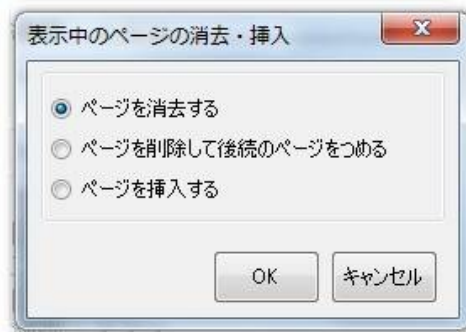 表示中のページの消去・挿入
ページを消去する
ページを削除して後続のページをつめる
ページを挿入する
OK
キャンセル